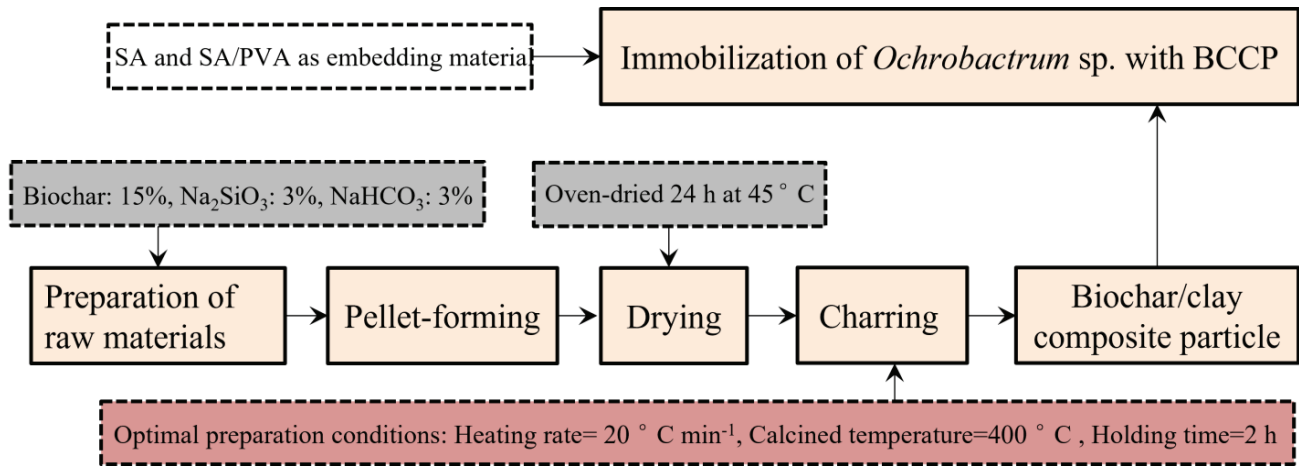 SA and SA/PVA as embedding material
Immobilization of Ochrobactrum sp. with BCCP
Biochar: 15%, Na₂SiO₃: 3%, NaHCO₃: 3%
Oven-dried 24 h at 45° C
Preparation of
raw materials
Pellet-forming
Drying
Charring
Biochar/clay
composite particle
Optimal preparation conditions: Heating rate= 20 ° C min⁻¹, Calcined temperature=400 ° C , Holding time=2 h